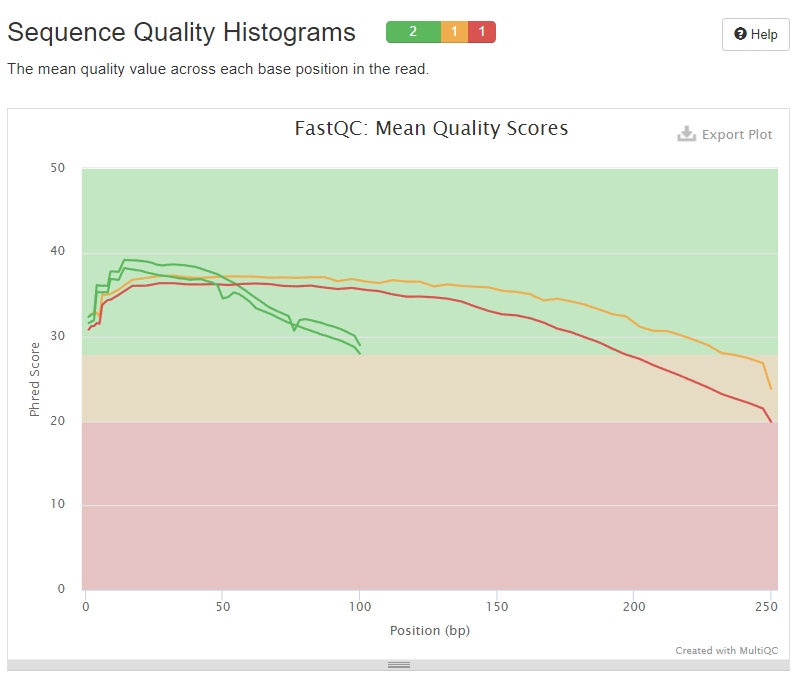 Sequence Quality Histograms
2 1 1
Help
The mean quality value across each base position in the read.
FastQC: Mean Quality Scores
Export Plot
Phred Score
50
40
30
20
10
0
0 50 100 150 200 250
Position (bp)
Created with MultiQC